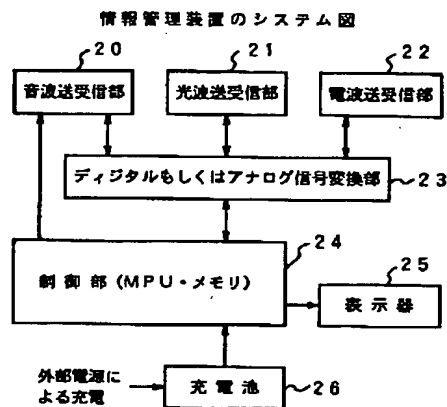 情報管理装置のシステム図
20 21 22
音波送受信部 光波送受信部 電波送受信部
ディジタルもしくはアナログ信号変換部 23
24
制御部(MPU・メモリ)
25
表示器
外部電源に
よる充電
充電池 26